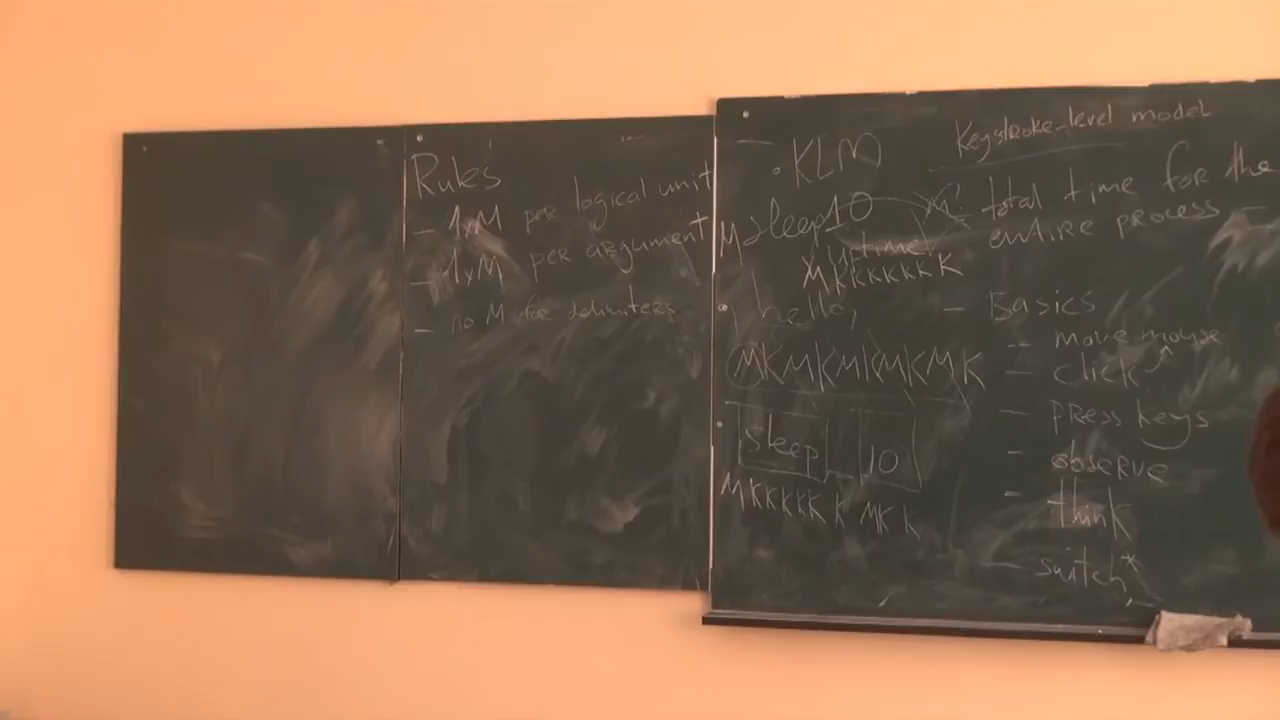 Rules
- 1xM per logical unit
- 1xM per argument
- no M for delimiters
• KLM
Keystroke-level model
M sleep 10
M? total time for the
entire process -
uptime
MKKKKKKK
hello,
MKMKMKMKMK
sleep 10
MKKKKK K MK K
- Basics
- move mouse
- click
- press keys
- observe
- think
- switch*